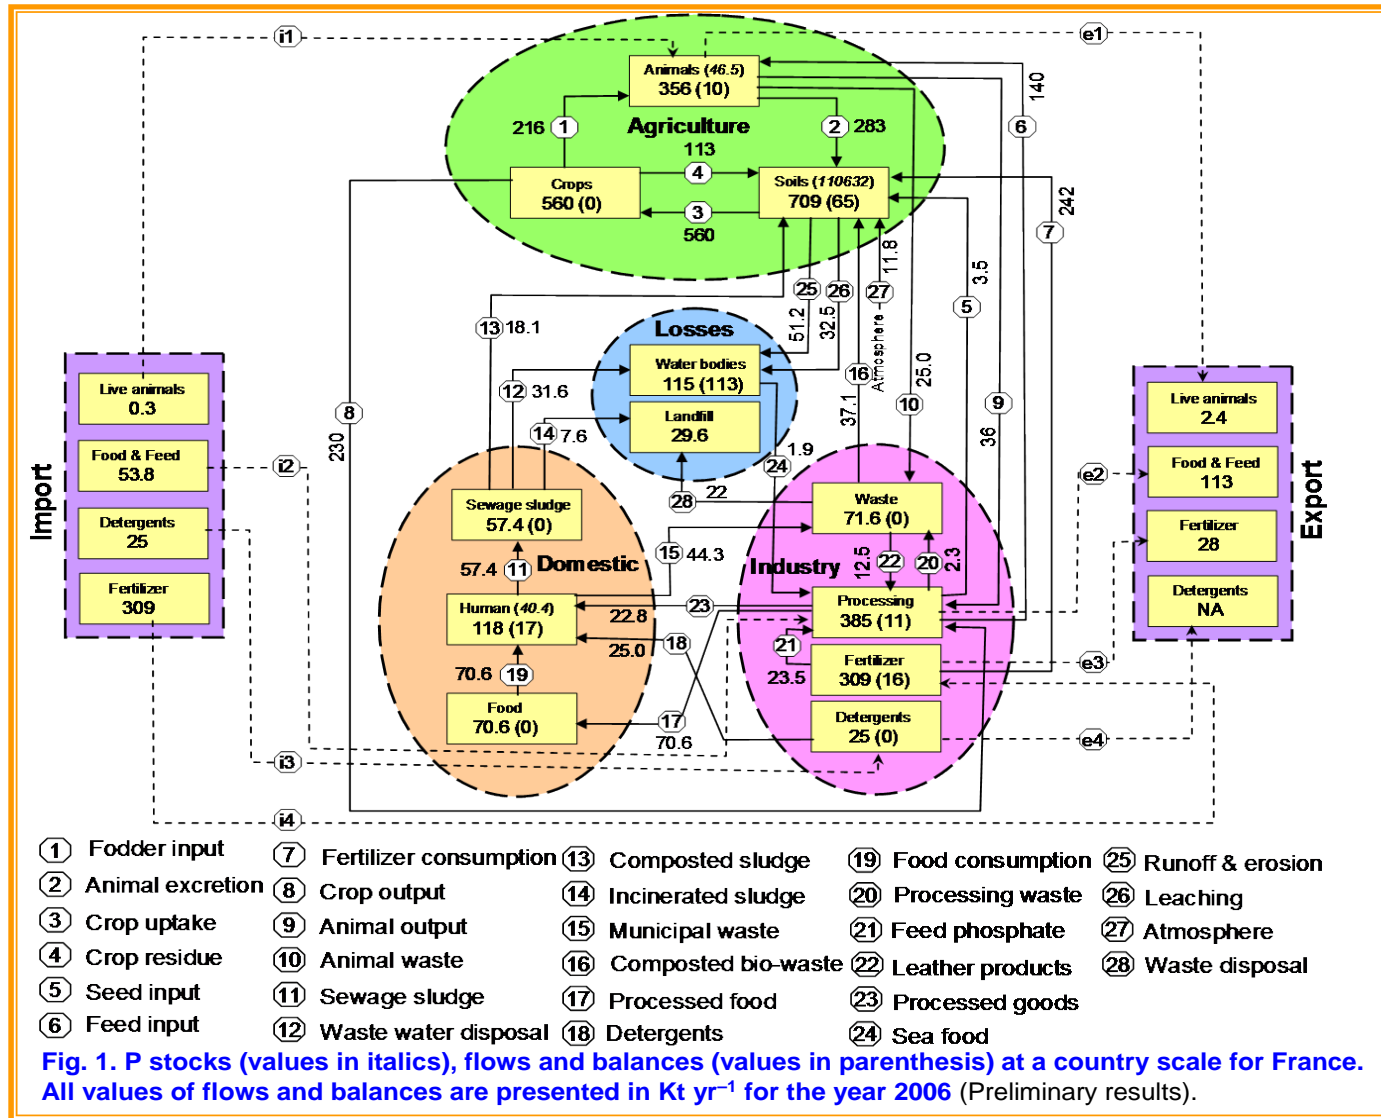 i1
e1
Animals (46.5)
356 (10)
140
216
1
Agriculture
113
2
283
6
4
Crops
560 (0)
Soils (110632)
709 (65)
3
560
242
7
11.8
3.5
25
26
27
5
13
18.1
Losses
51.2
32.5
Atmosphere
Water bodies
115 (113)
16
25.0
12
31.6
37.1
10
9
36
Import
Live animals
0.3
Live animals
2.4
Export
8
230
Landfill
29.6
14
7.6
1.9
24
Food & Feed
53.8
i2
e2
Food & Feed
113
28
22
Sewage sludge
57.4 (0)
Waste
71.6 (0)
Detergents
25
Fertilizer
28
15
44.3
57.4
11
Domestic
Industry
12.5
22
20
2.3
Fertilizer
309
Human (40.4)
118 (17)
23
22.8
Processing
385 (11)
Detergents
NA
25.0
18
21
23.5
70.6
19
Fertilizer
309 (16)
e3
Food
70.6 (0)
17
70.6
Detergents
25 (0)
e4
i3
i4
1 Fodder input
2 Animal excretion
3 Crop uptake
4 Crop residue
5 Seed input
6 Feed input
7 Fertilizer consumption
8 Crop output
9 Animal output
10 Animal waste
11 Sewage sludge
12 Waste water disposal
13 Composted sludge
14 Incinerated sludge
15 Municipal waste
16 Composted bio-waste
17 Processed food
18 Detergents
19 Food consumption
20 Processing waste
21 Feed phosphate
22 Leather products
23 Processed goods
24 Sea food
25 Runoff & erosion
26 Leaching
27 Atmosphere
28 Waste disposal
Fig. 1. P stocks (values in italics), flows and balances (values in parenthesis) at a country scale for France.
All values of flows and balances are presented in Kt yr⁻¹ for the year 2006 (Preliminary results).